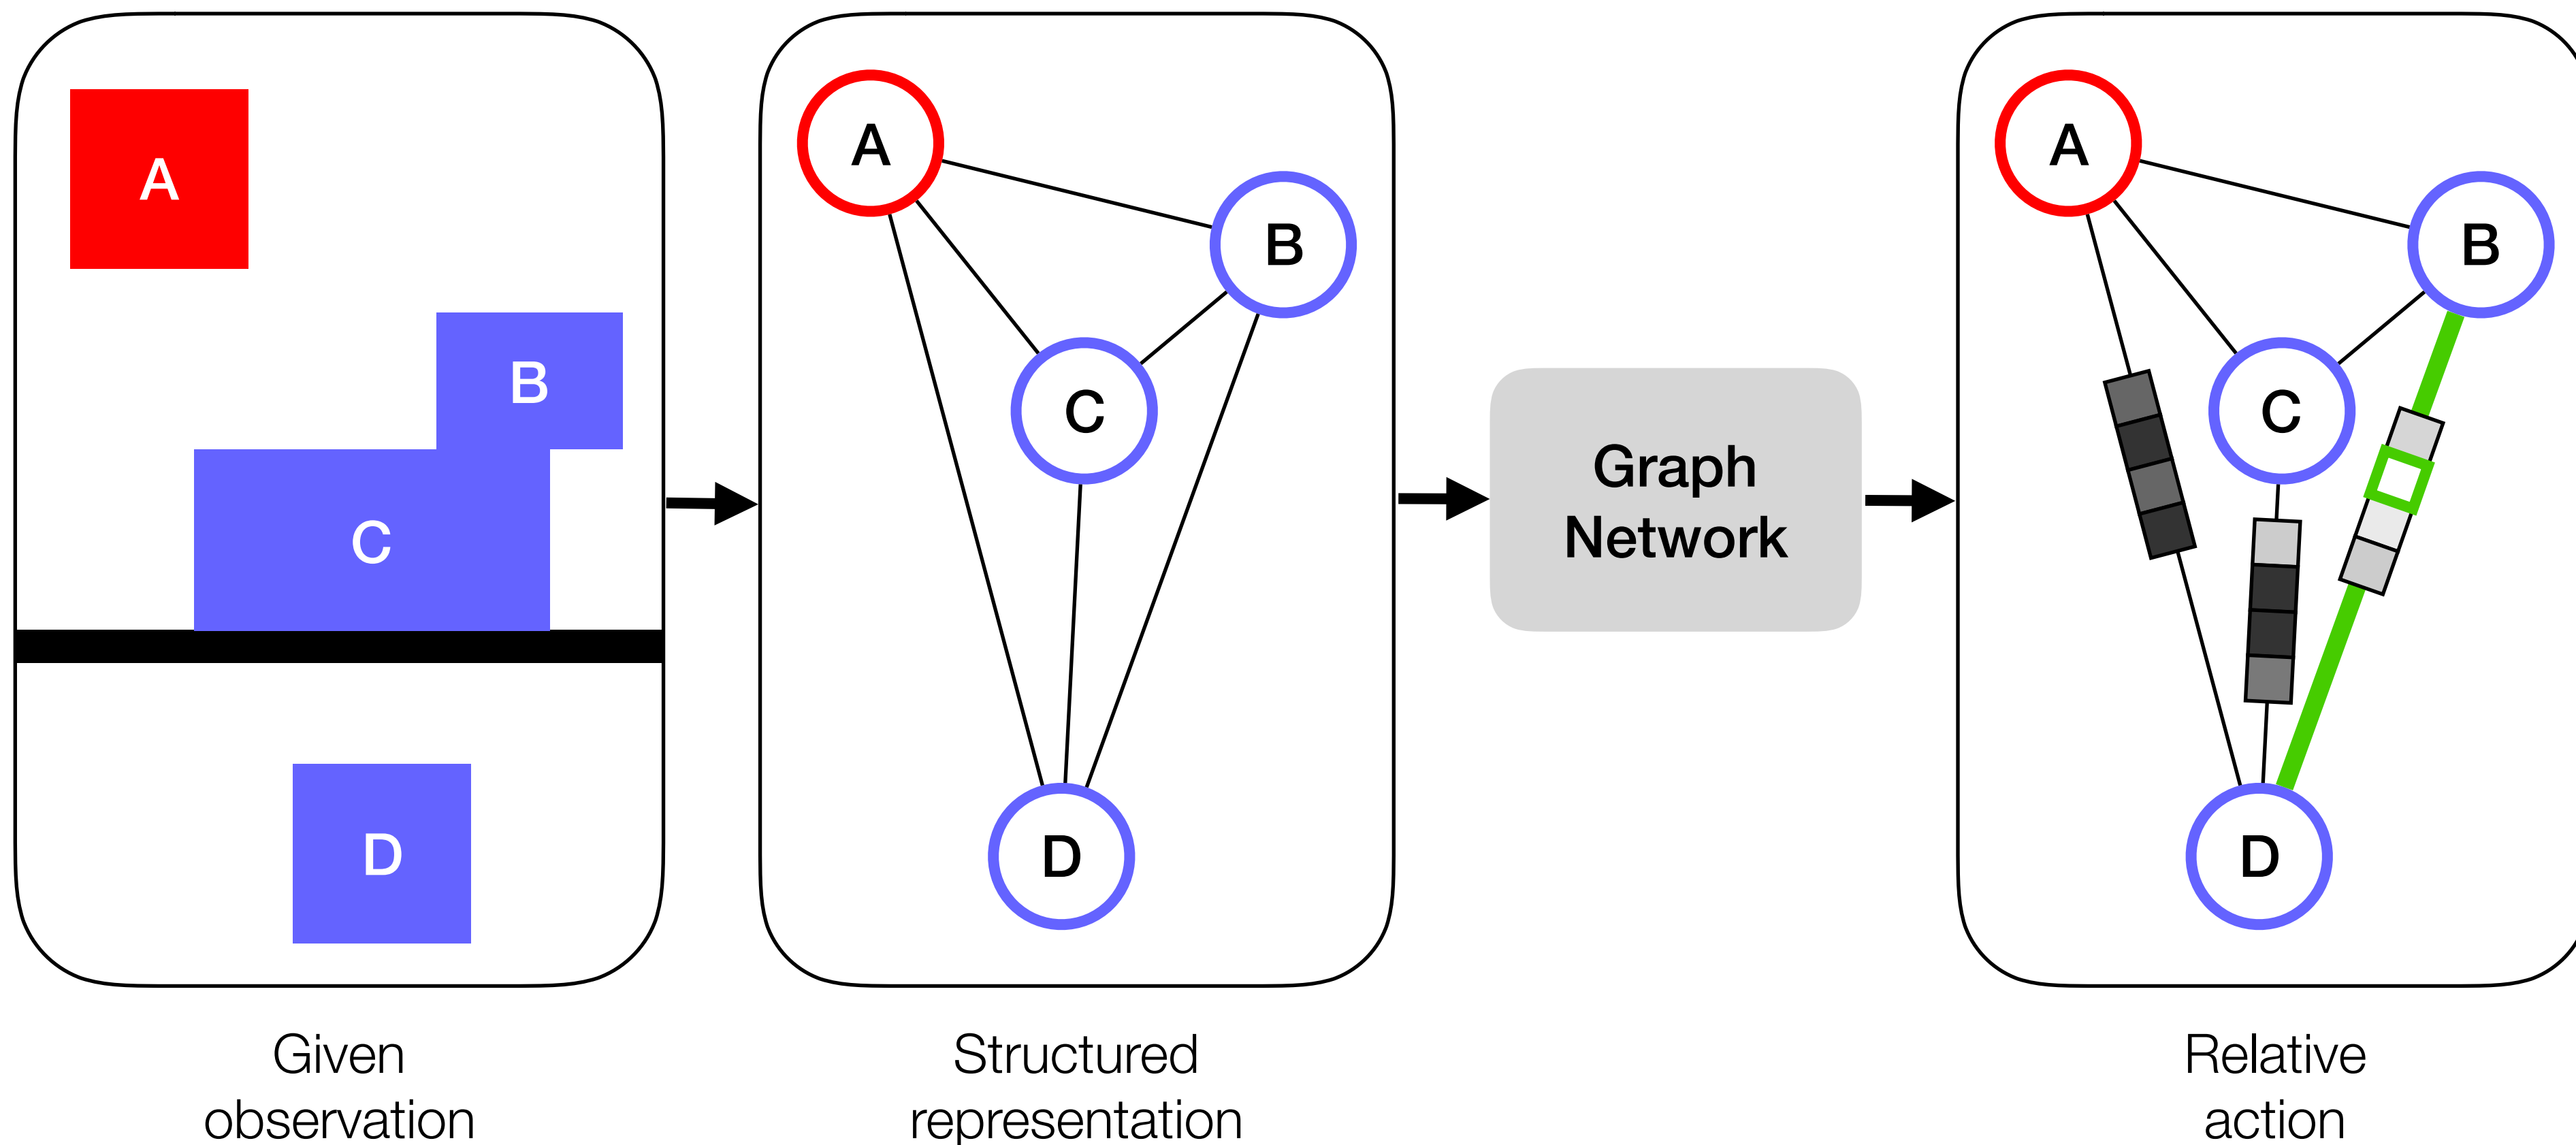 A
B
C
D
Given
observation
A
B
C
D
Structured
representation
Graph
Network
A
B
C
D
Relative
action